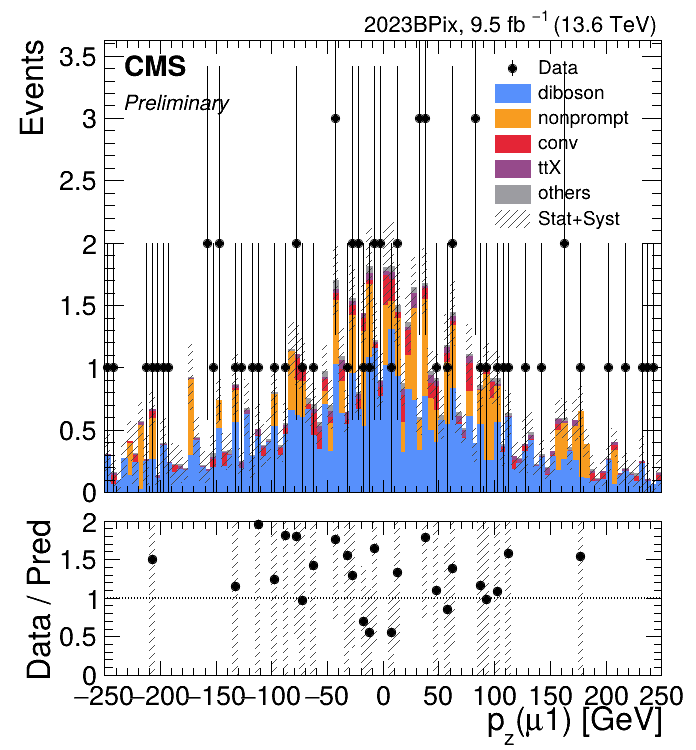 2023BPix, 9.5 fb⁻¹ (13.6 TeV)
CMS
Preliminary
Events
Data
diboson
nonprompt
conv
ttX
others
Stat+Syst
3.5
3
2.5
2
1.5
1
0.5
0
Data / Pred
2
1.5
1
0.5
0
−250 −200 −150 −100 −50 0 50 100 150 200 250
p_z(μ1) [GeV]